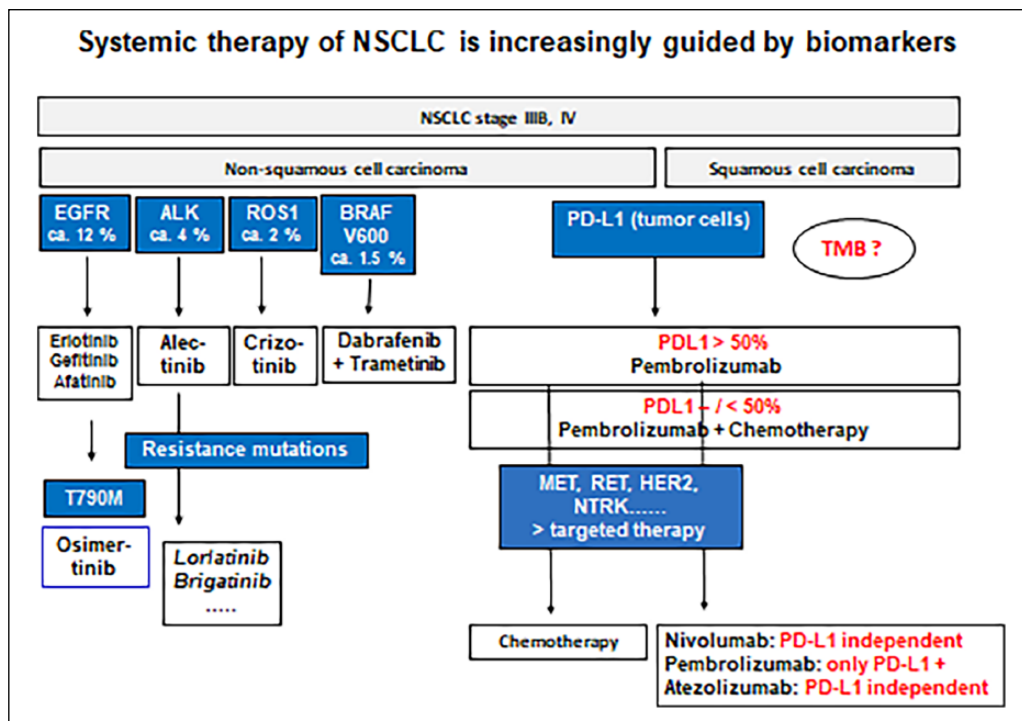 Systemic therapy of NSCLC is increasingly guided by biomarkers
NSCLC stage IIIB, IV
Non-squamous cell carcinoma
Squamous cell carcinoma
EGFR
ca. 12 %
ALK
ca. 4 %
ROS1
ca. 2 %
BRAF
V600
ca. 1.5 %
PD-L1 (tumor cells)
TMB ?
Erlotinib
Gefitinib
Afatinib
Alec-
tinib
Crizo-
tinib
Dabrafenib
+ Trametinib
PDL1 > 50%
Pembrolizumab
PDL1 – / < 50%
Pembrolizumab + Chemotherapy
Resistance mutations
T790M
Osimer-
tinib
Lorlatinib
Brigatinib
.....
MET, RET, HER2,
NTRK......
> targeted therapy
Chemotherapy
Nivolumab: PD-L1 independent
Pembrolizumab: only PD-L1 +
Atezolizumab: PD-L1 independent